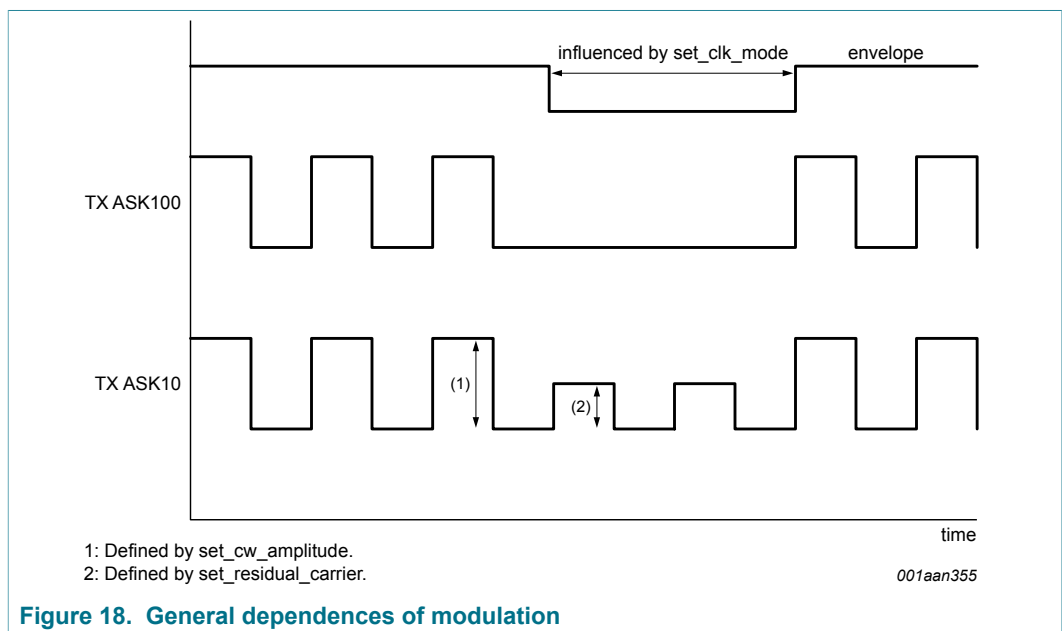 influenced by set_clk_mode
envelope
TX ASK100
TX ASK10
(1)
(2)
time
1: Defined by set_cw_amplitude.
2: Defined by set_residual_carrier.
001aan355
Figure 18. General dependences of modulation